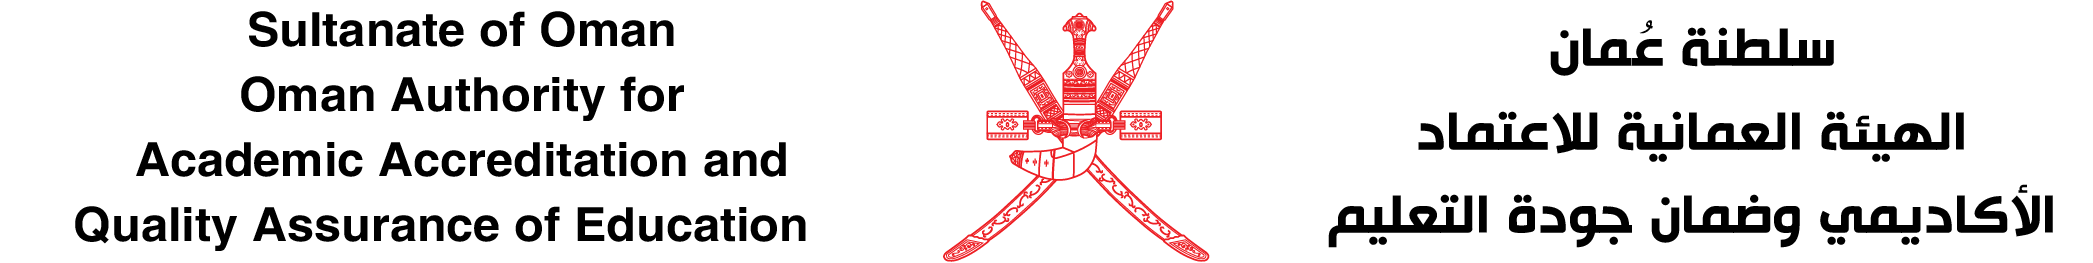 Sultanate of Oman
Oman Authority for
Academic Accreditation and
Quality Assurance of Education
سلطنة عُمان
الهيئة العمانية للاعتماد
الأكاديمي وضمان جودة التعليم